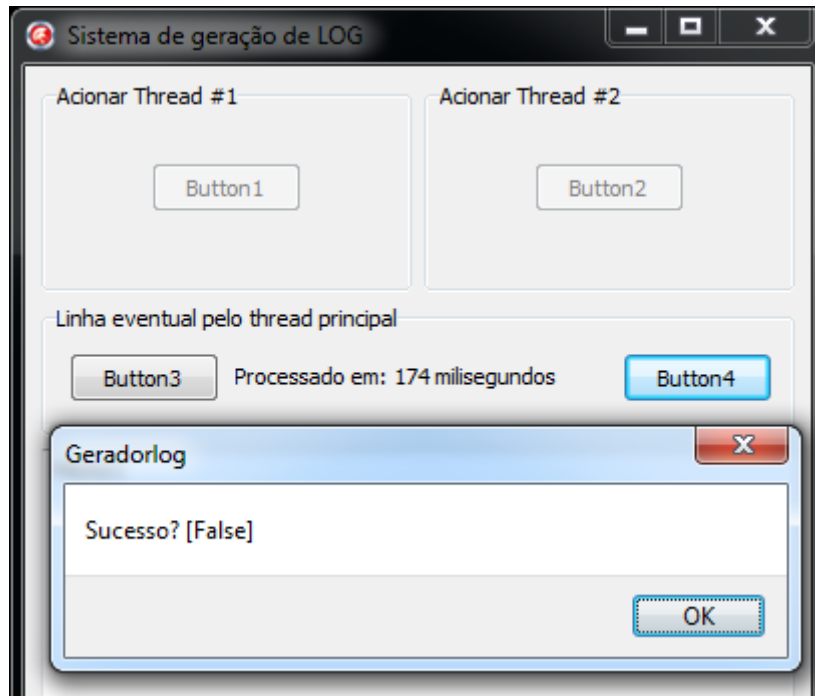 Sistema de geração de LOG
Acionar Thread #1
Acionar Thread #2
Button1
Button2
Linha eventual pelo thread principal
Button3
Processado em: 174 milisegundos
Button4
Geradorlog
Sucesso? [False]
OK